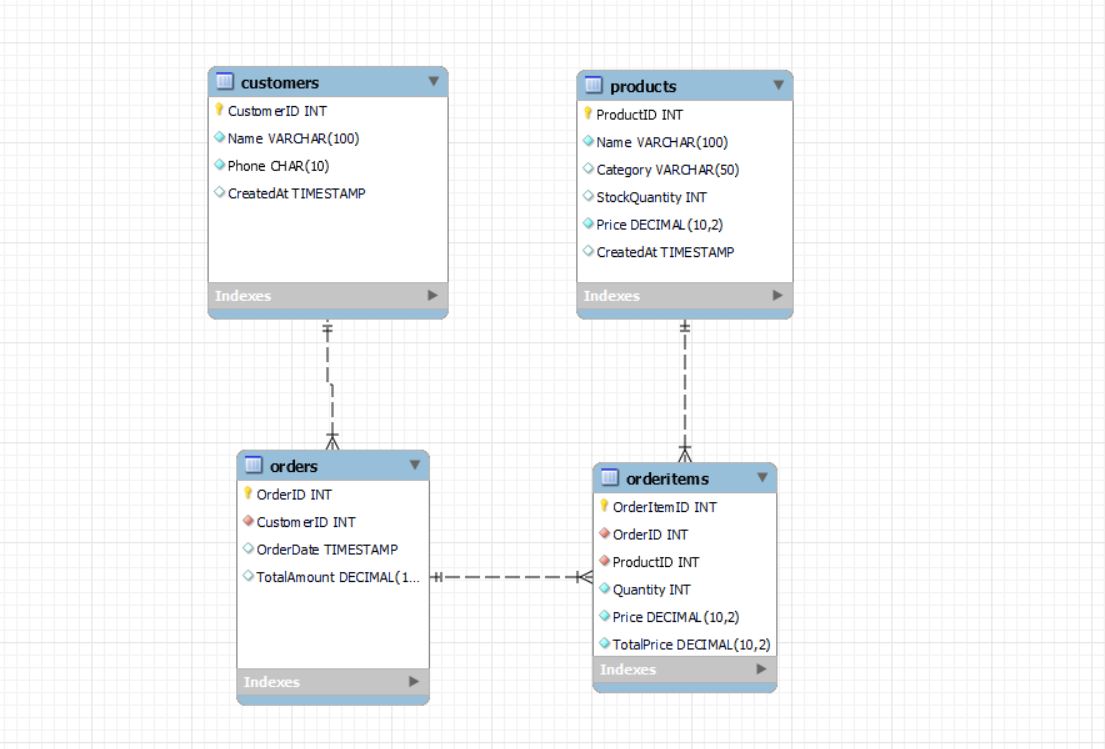 customers
CustomerID INT
Name VARCHAR(100)
Phone CHAR(10)
CreatedAt TIMESTAMP
Indexes
products
ProductID INT
Name VARCHAR(100)
Category VARCHAR(50)
StockQuantity INT
Price DECIMAL(10,2)
CreatedAt TIMESTAMP
Indexes
orders
OrderID INT
CustomerID INT
OrderDate TIMESTAMP
TotalAmount DECIMAL(1...
Indexes
orderitems
OrderItemID INT
OrderID INT
ProductID INT
Quantity INT
Price DECIMAL(10,2)
TotalPrice DECIMAL(10,2)
Indexes